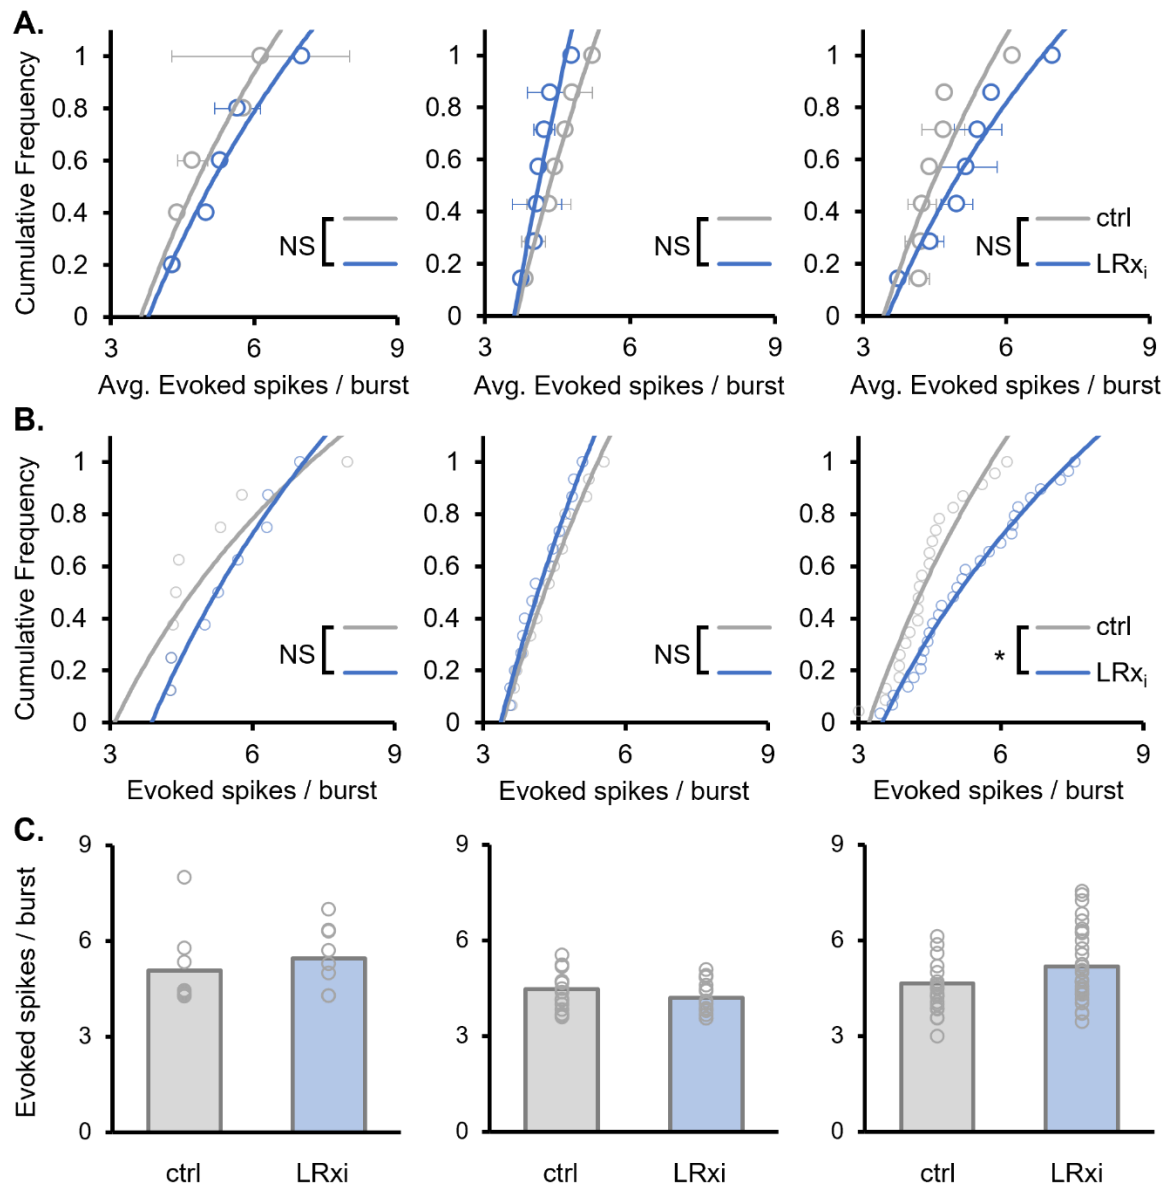 A.
Cumulative Frequency
1
0.8
0.6
0.4
0.2
0
3
6
9
NS
Avg. Evoked spikes / burst
1
0.8
0.6
0.4
0.2
0
3
6
9
NS
Avg. Evoked spikes / burst
1
0.8
0.6
0.4
0.2
0
3
6
9
NS
ctrl
LRxi
Avg. Evoked spikes / burst
B.
Cumulative Frequency
1
0.8
0.6
0.4
0.2
0
3
6
9
NS
Evoked spikes / burst
1
0.8
0.6
0.4
0.2
0
3
6
9
NS
Evoked spikes / burst
1
0.8
0.6
0.4
0.2
0
3
6
9
*
ctrl
LRxi
Evoked spikes / burst
C.
Evoked spikes / burst
9
6
3
0
ctrl
LRxi
9
6
3
0
ctrl
LRxi
9
6
3
0
ctrl
LRxi